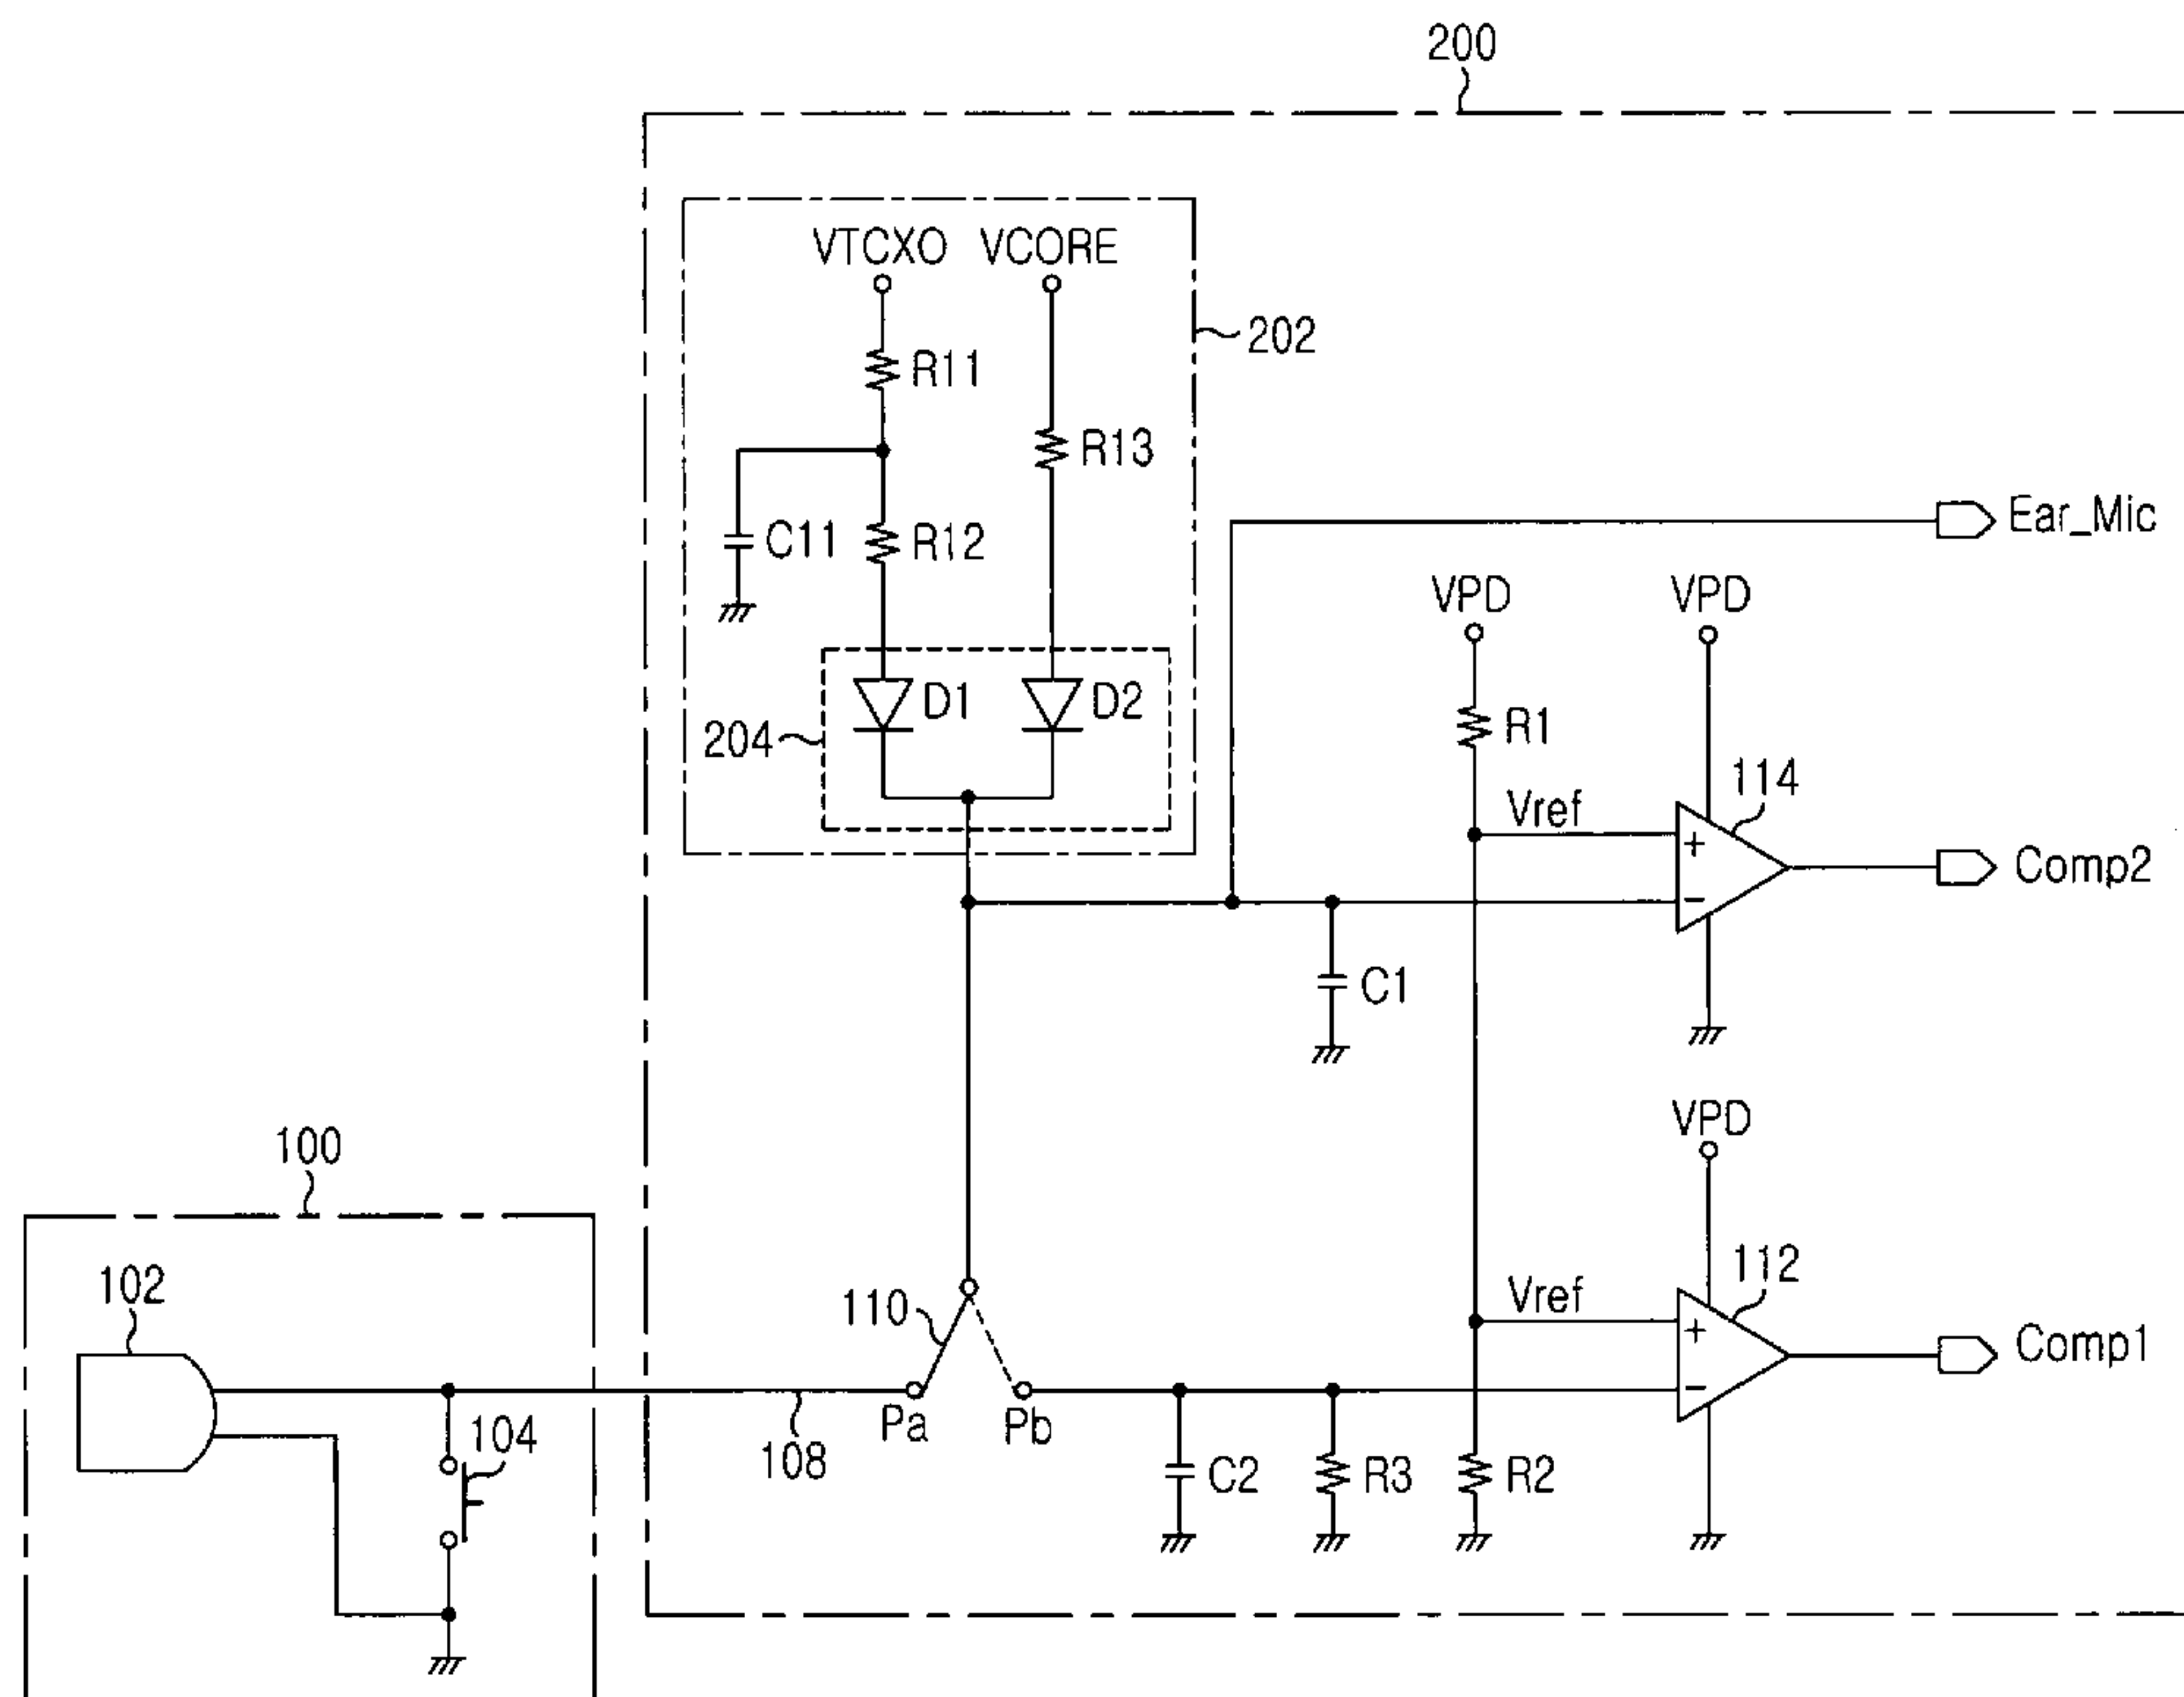 200
VTCXO VCORE
202
R11
R13
C11 R12
Ear_Mic
VPD VPD
D1 D2
204
R1
114
Vref
+
Comp2
−
C1
VPD
100
102
110
Vref
112
+
Comp1
−
Pa Pb
104
108
C2 R3 R2